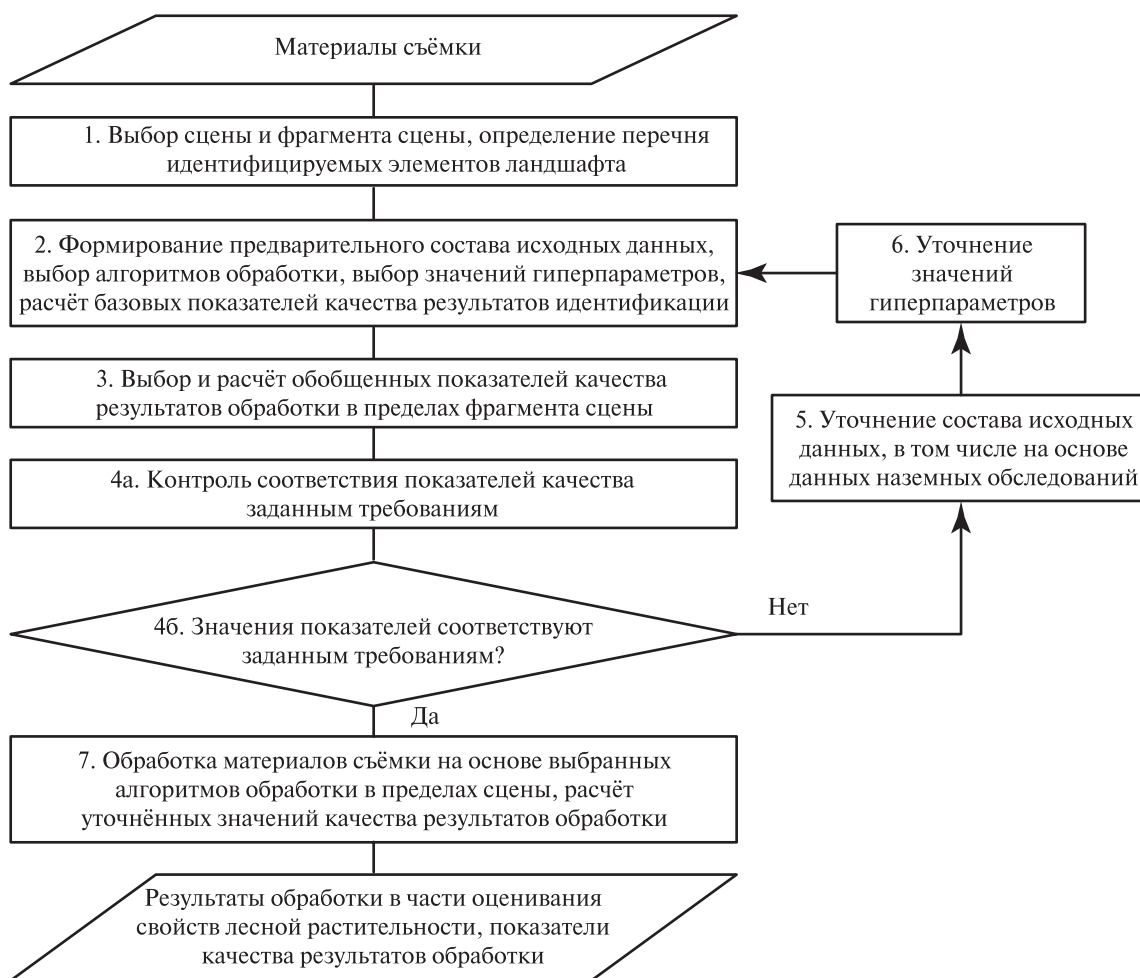 Материалы съёмки
1. Выбор сцены и фрагмента сцены, определение перечня
идентифицируемых элементов ландшафта
2. Формирование предварительного состава исходных данных,
выбор алгоритмов обработки, выбор значений гиперпараметров,
расчёт базовых показателей качества результатов идентификации
6. Уточнение
значений
гиперпараметров
3. Выбор и расчёт обобщенных показателей качества
результатов обработки в пределах фрагмента сцены
5. Уточнение состава исходных
данных, в том числе на основе
данных наземных обследований
4а. Контроль соответствия показателей качества
заданным требованиям
4б. Значения показателей соответствуют
заданным требованиям?
Нет
Да
7. Обработка материалов съёмки на основе выбранных
алгоритмов обработки в пределах сцены, расчёт
уточнённых значений качества результатов обработки
Результаты обработки в части оценивания
свойств лесной растительности, показатели
качества результатов обработки